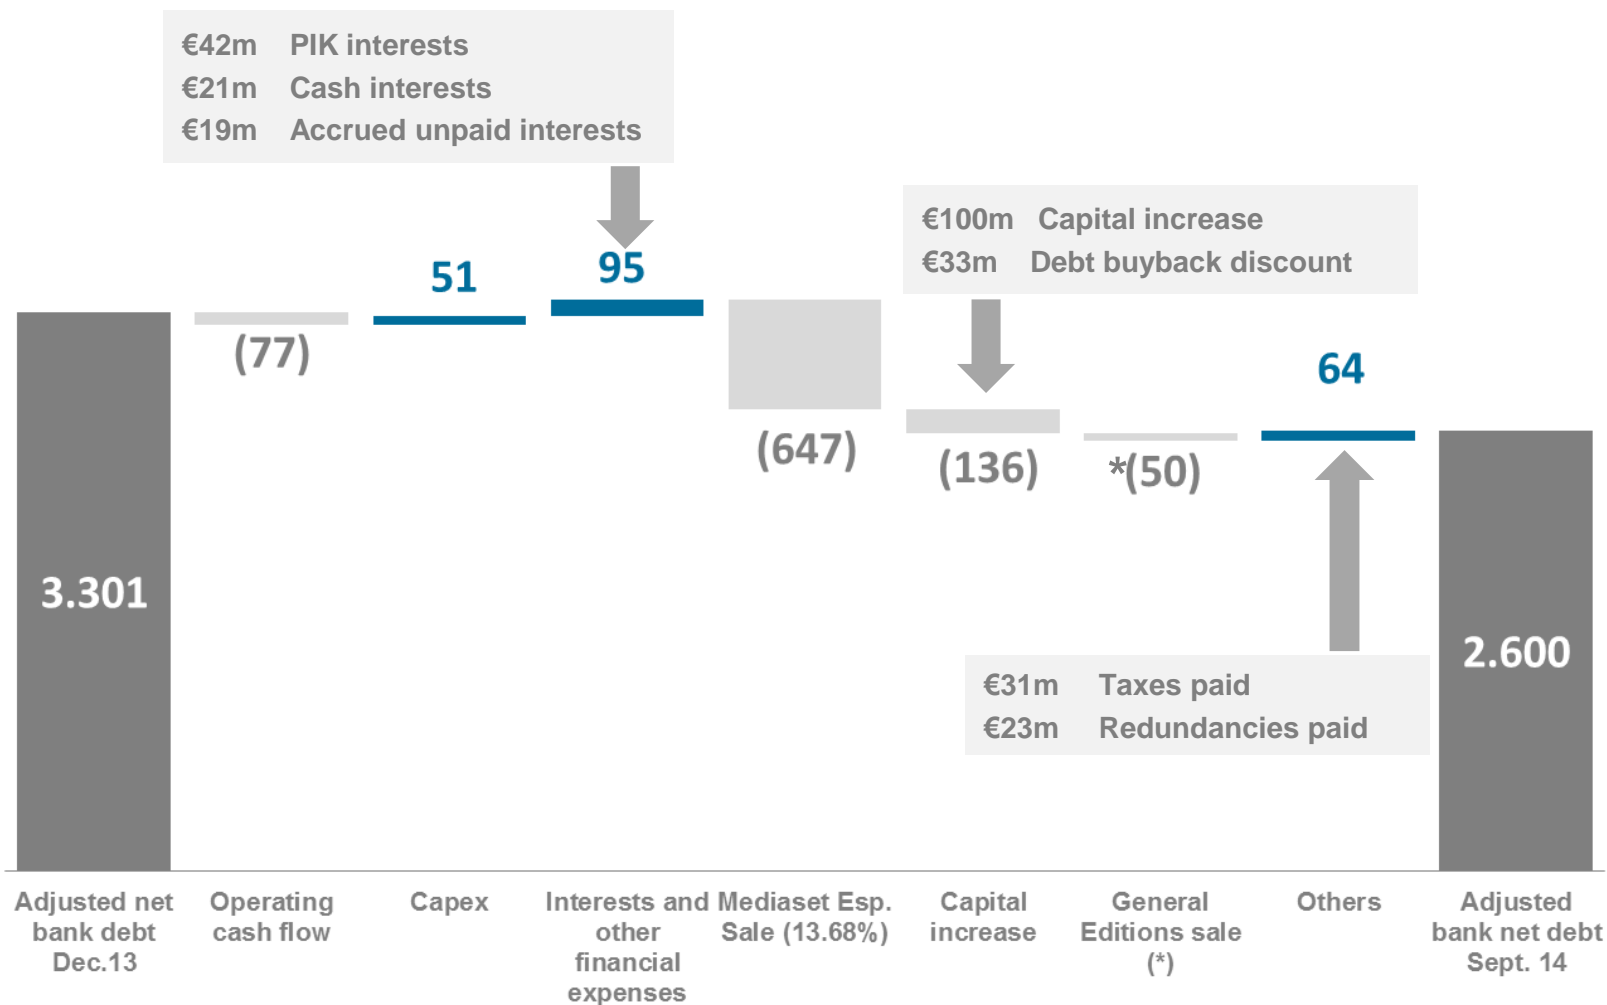 €42m PIK interests
€21m Cash interests
€19m Accrued unpaid interests
€100m Capital increase
€33m Debt buyback discount
51
95
(77)
64
(647)
(136)
*(50)
3.301
2.600
€31m Taxes paid
€23m Redundancies paid
Adjusted net
bank debt
Dec.13
Operating
cash flow
Capex
Interests and
other
financial
expenses
Mediaset Esp.
Sale (13.68%)
Capital
increase
General
Editions sale
(*)
Others
Adjusted
bank net debt
Sept. 14